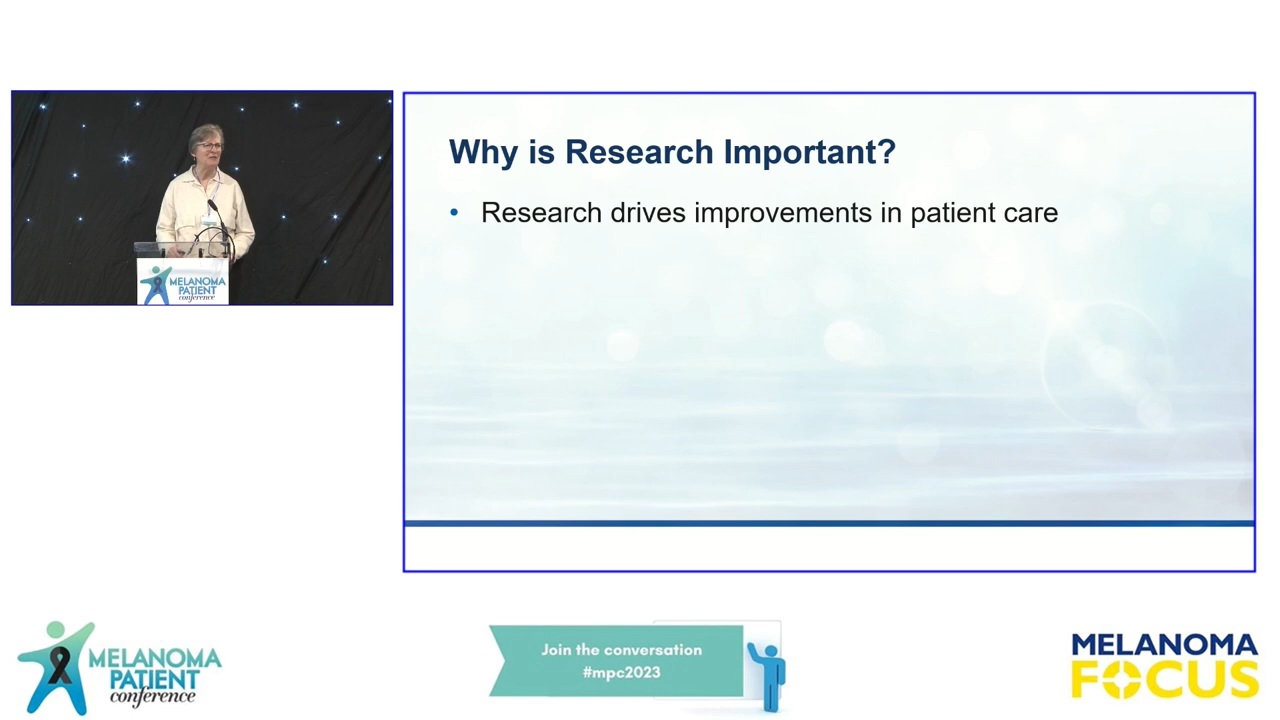 Why is Research Important?
• Research drives improvements in patient care
MELANOMA
PATIENT
conference
MELANOMA
PATIENT
conference
Join the conversation
#mpc2023
MELANOMA
FOCUS